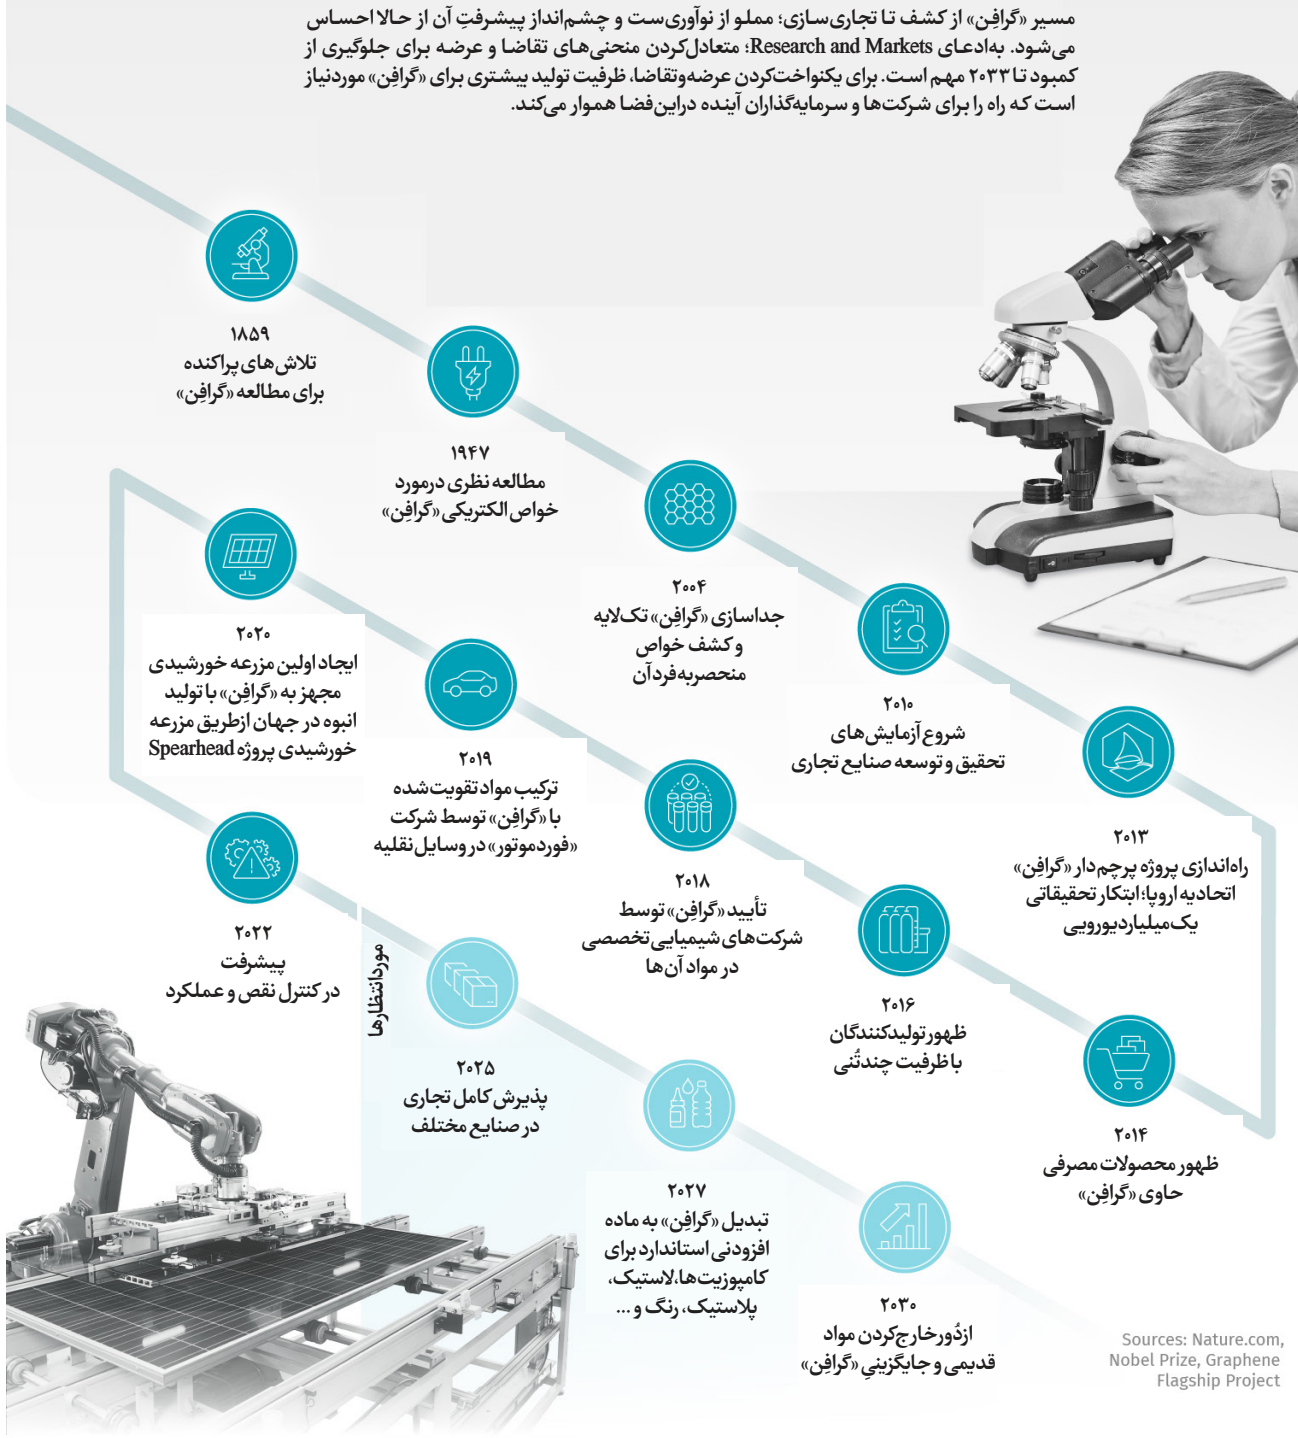 مسیر «گرافِن» از کشف تا تجاری‌سازی؛ مملو از نوآوری‌ست و چشم‌انداز پیشرفتِ آن از حالا احساس
می‌شود. به‌ادعای Research and Markets؛ متعادل‌کردن منحنی‌های تقاضا و عرضه برای جلوگیری از
کمبود تا ۲۰۳۳ مهم است. برای یکنواخت‌کردن عرضه‌وتقاضا، ظرفیت تولید بیشتری برای «گرافِن» موردنیاز
است که راه را برای شرکت‌ها و سرمایه‌گذاران آینده دراین‌فضا هموار می‌کند.
۱۸۵۹
تلاش‌های پراکنده
برای مطالعه «گرافِن»
۱۹۴۷
مطالعه نظری درمورد
خواص الکتریکی «گرافِن»
۲۰۰۴
جداسازی «گرافِن» تک‌لایه
و کشف خواص
منحصربه‌فرد آن
۲۰۱۰
شروع آزمایش‌های
تحقیق و توسعه صنایع تجاری
۲۰۱۳
راه‌اندازی پروژه پرچم‌دار «گرافِن»
اتحادیه اروپا؛ ابتکار تحقیقاتی
یک‌میلیارد یورویی
۲۰۱۴
ظهور محصولات مصرفی
حاوی «گرافِن»
۲۰۱۶
ظهور تولیدکنندگان
با ظرفیت چندتُنی
۲۰۱۸
تأیید «گرافِن» توسط
شرکت‌های شیمیایی تخصصی
در مواد آن‌ها
۲۰۱۹
ترکیب مواد تقویت‌شده
با «گرافِن» توسط شرکت
«فورد موتور» در وسایل نقلیه
۲۰۲۰
ایجاد اولین مزرعه خورشیدی
مجهز به «گرافِن» با تولید
انبوه در جهان ازطریق مزرعه
خورشیدی پروژه Spearhead
۲۰۲۲
پیشرفت
در کنترل نقص و عملکرد
موردانتظارها
۲۰۲۵
پذیرش کامل تجاری
در صنایع مختلف
۲۰۲۷
تبدیل «گرافِن» به ماده
افزودنی استاندارد برای
کامپوزیت‌ها، لاستیک،
پلاستیک، رنگ و ...
۲۰۳۰
ازدُور‌خارج‌کردن مواد
قدیمی و جایگزینیِ «گرافِن»
Sources: Nature.com,
Nobel Prize, Graphene
Flagship Project